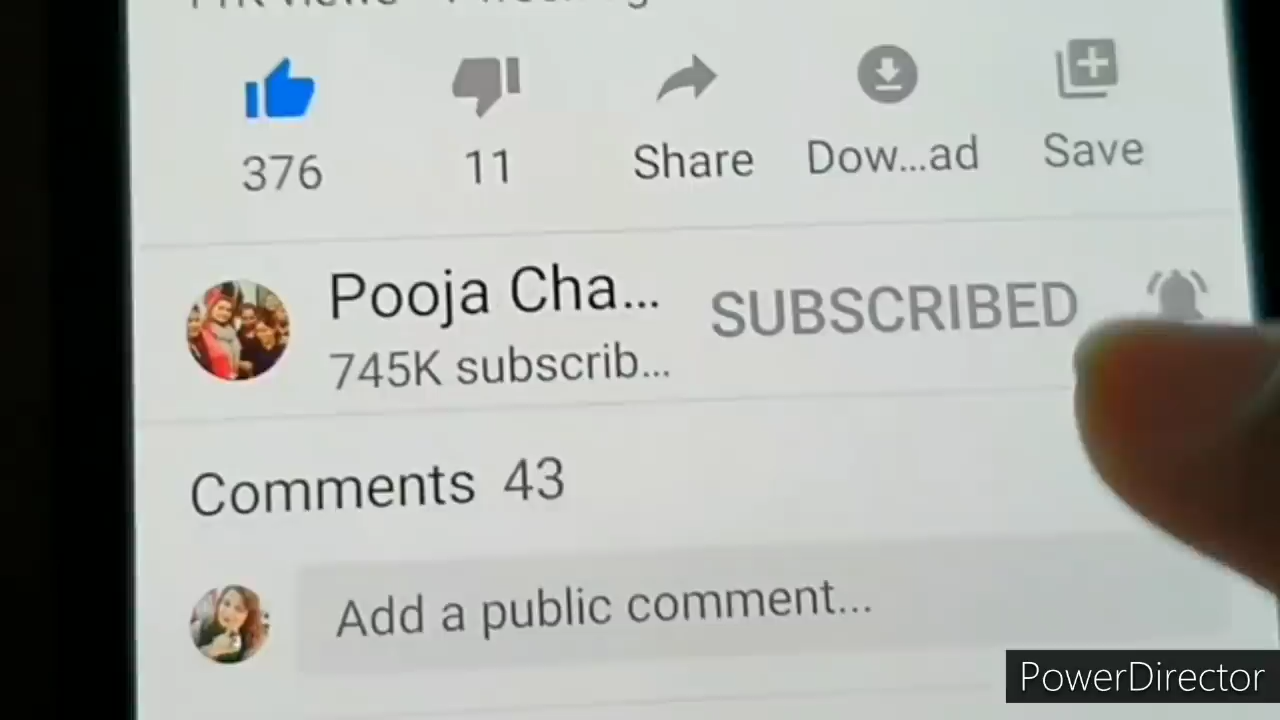 376 11 Share Dow...ad Save
Pooja Cha... SUBSCRIBED
745K subscrib...
Comments 43
Add a public comment...
PowerDirector